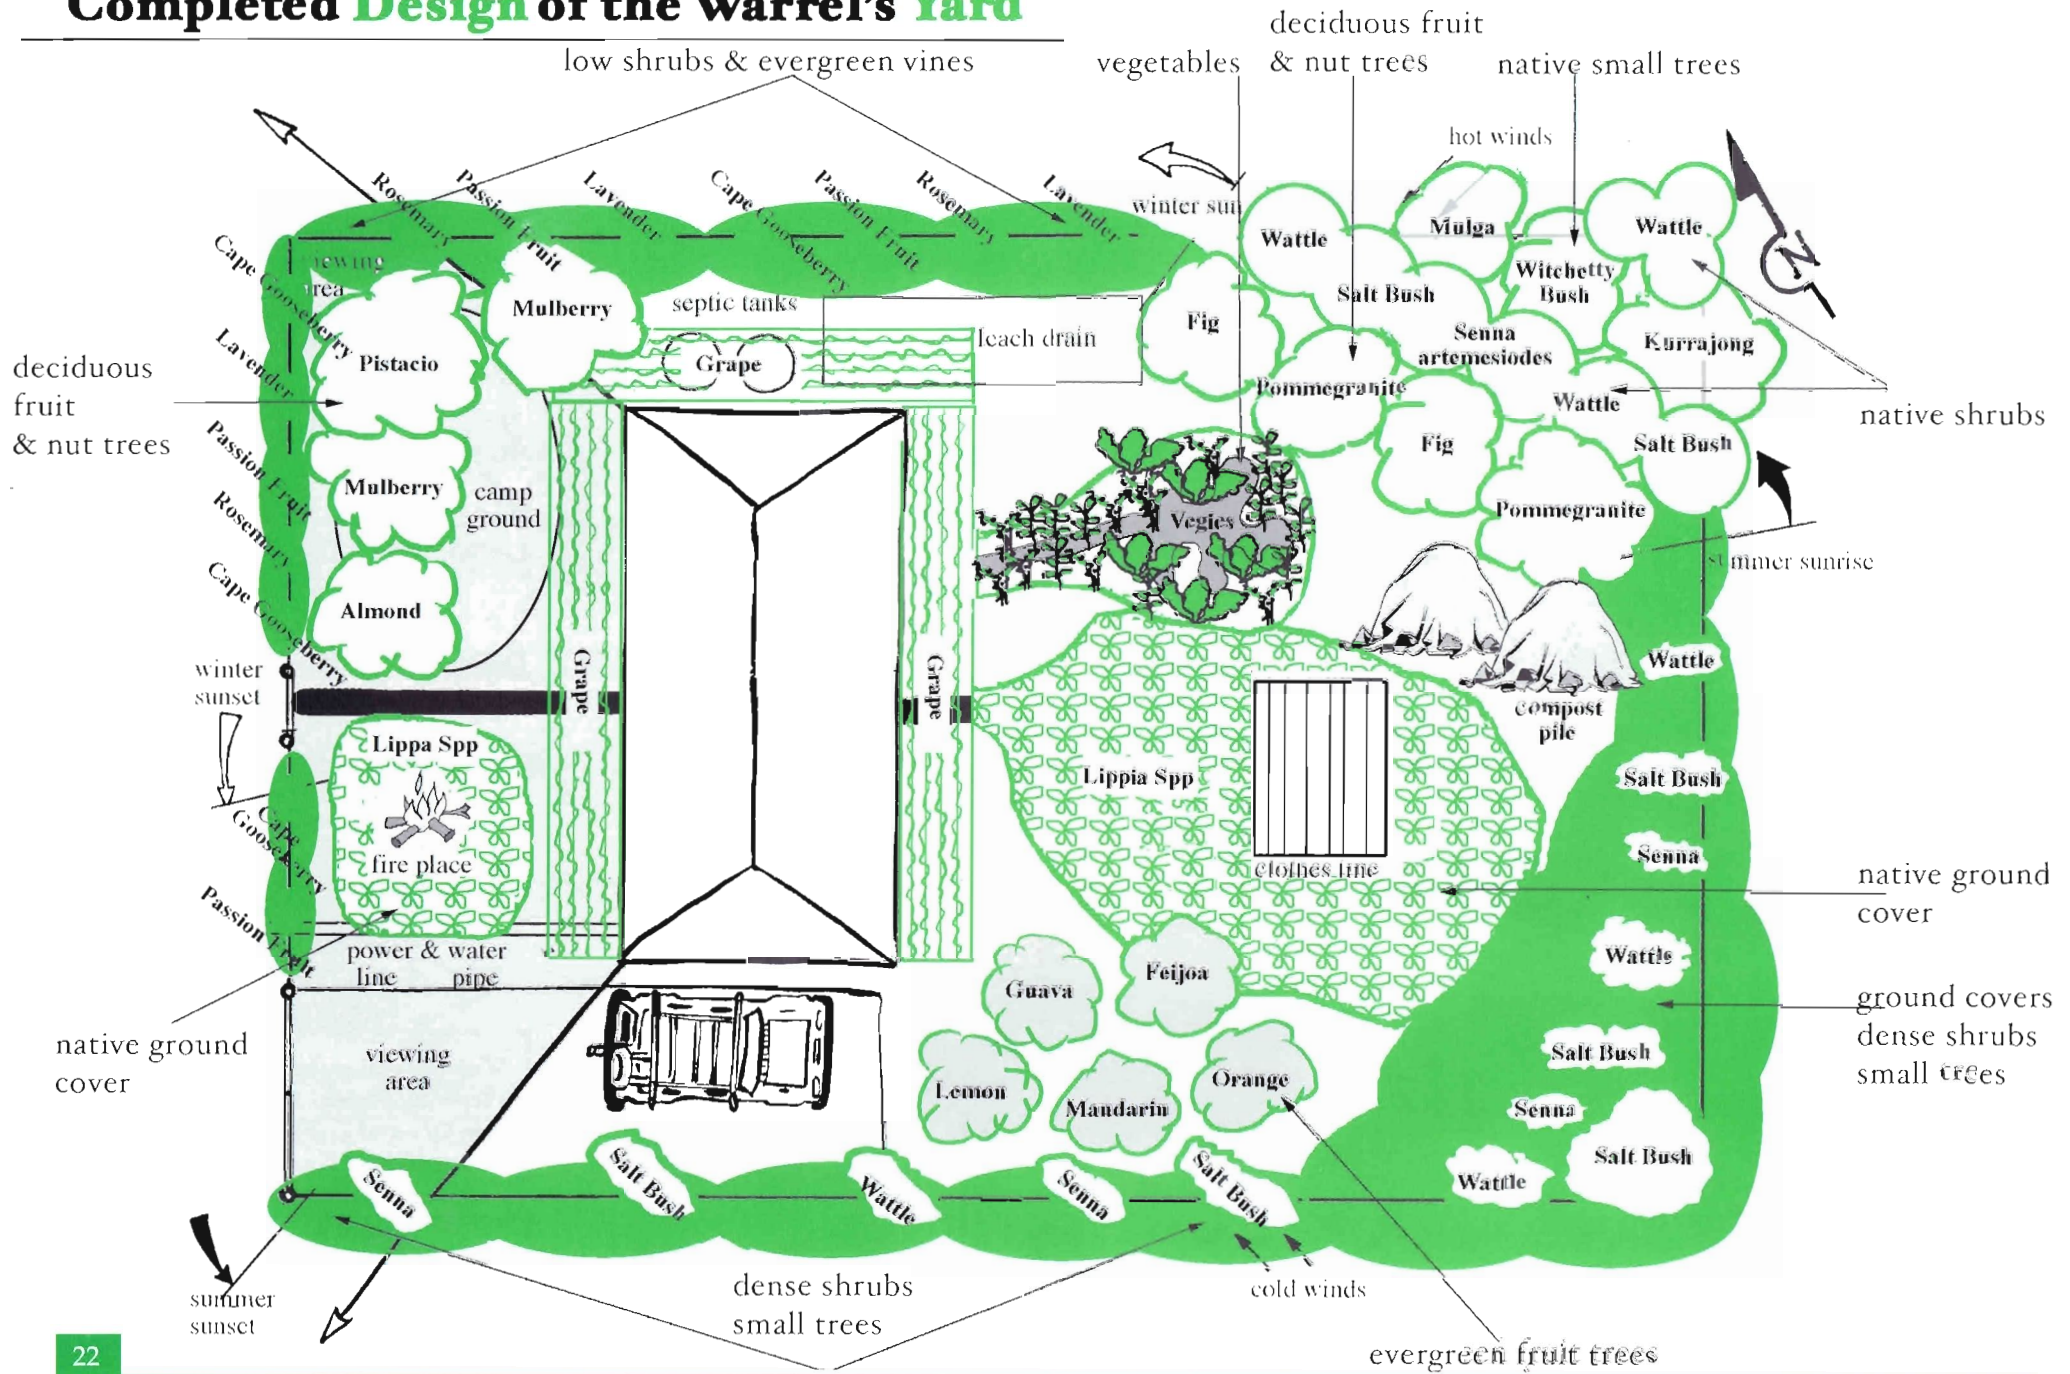 Completed Design of the Warrel's Yard
deciduous fruit
& nut trees
low shrubs & evergreen vines
vegetables
native small trees
hot winds
Rosemary
Passion Fruit
Lavender
Cape Gooseberry
Passion Fruit
Rosemary
Lavender
winter sun
Wattle
Mulga
Wattle
N
Cape Gooseberry
viewing
area
Witchetty
Bush
Mulberry
septic tanks
Salt Bush
Fig
leach drain
Senna
artemesiodes
Kurrajong
Lavender
Pistacio
Grape
deciduous
fruit
& nut trees
Pommegranite
Wattle
native shrubs
Passion Fruit
Fig
Salt Bush
Mulberry
camp
ground
Rosemary
Vegies
Pommegranite
summer sunrise
Cape Gooseberry
Almond
winter
sunset
Grape
Grape
Wattle
compost
pile
Lippa Spp
Lippia Spp
Salt Bush
Cape
Gooseberry
fire place
clothes line
Senna
native ground
cover
Passion Fruit
power & water
line pipe
Wattle
Guava
Feijoa
ground covers
dense shrubs
small trees
native ground
cover
viewing
area
Salt Bush
Lemon
Mandarin
Orange
Senna
Salt Bush
Wattle
Senna
Salt Bush
Wattle
Senna
Salt Bush
summer
sunset
dense shrubs
small trees
cold winds
evergreen fruit trees
22